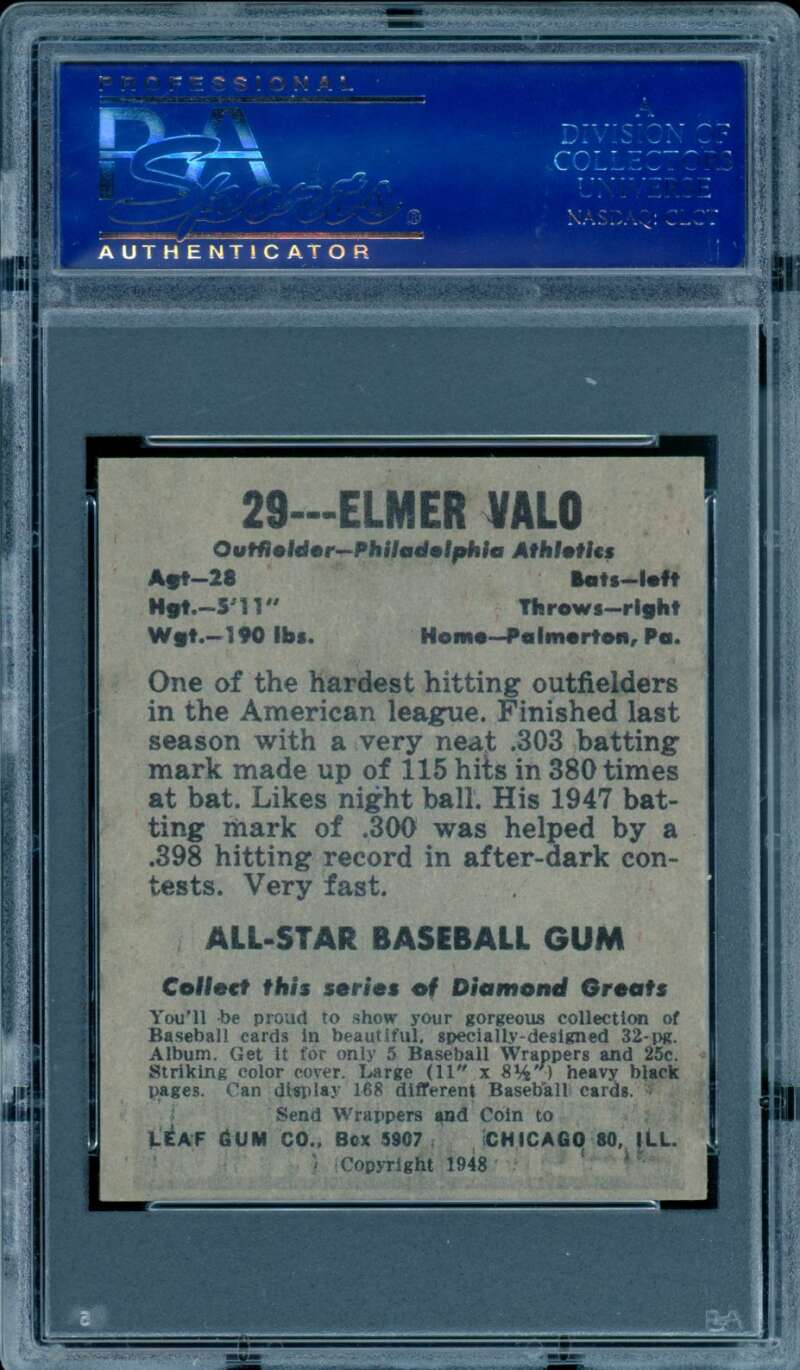 PROFESSIONAL
PSA
Sports®
AUTHENTICATOR
A
DIVISION OF
COLLECTORS
UNIVERSE
NASDAQ: CLCT
29---ELMER VALO
Outfielder—Philadelphia Athletics
Agt—28 Bats—left
Hgt.—5'11" Throws—right
Wgt.—190 lbs. Home—Palmerton, Pa.
One of the hardest hitting outfielders
in the American league. Finished last
season with a very neat .303 batting
mark made up of 115 hits in 380 times
at bat. Likes night ball. His 1947 bat-
ting mark of .300 was helped by a
.398 hitting record in after-dark con-
tests. Very fast.
ALL-STAR BASEBALL GUM
Collect this series of Diamond Greats
You'll be proud to show your gorgeous collection of
Baseball cards in beautiful, specially-designed 32-pg.
Album. Get it for only 5 Baseball Wrappers and 25c.
Striking color cover. Large (11" x 8½") heavy black
pages. Can display 168 different Baseball cards.
Send Wrappers and Coin to
LEAF GUM CO., Box 5907 CHICAGO 80, ILL.
Copyright 1948
PSA